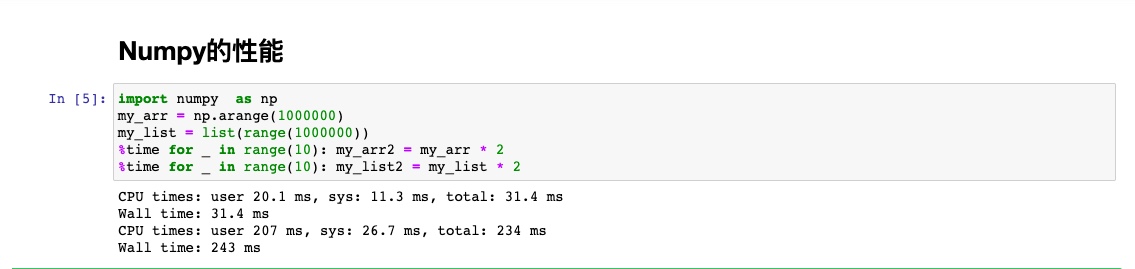 Numpy的性能
In [5]: import numpy  as np
my_arr = np.arange(1000000)
my_list = list(range(1000000))
%time for _ in range(10): my_arr2 = my_arr * 2
%time for _ in range(10): my_list2 = my_list * 2
CPU times: user 20.1 ms, sys: 11.3 ms, total: 31.4 ms
Wall time: 31.4 ms
CPU times: user 207 ms, sys: 26.7 ms, total: 234 ms
Wall time: 243 ms